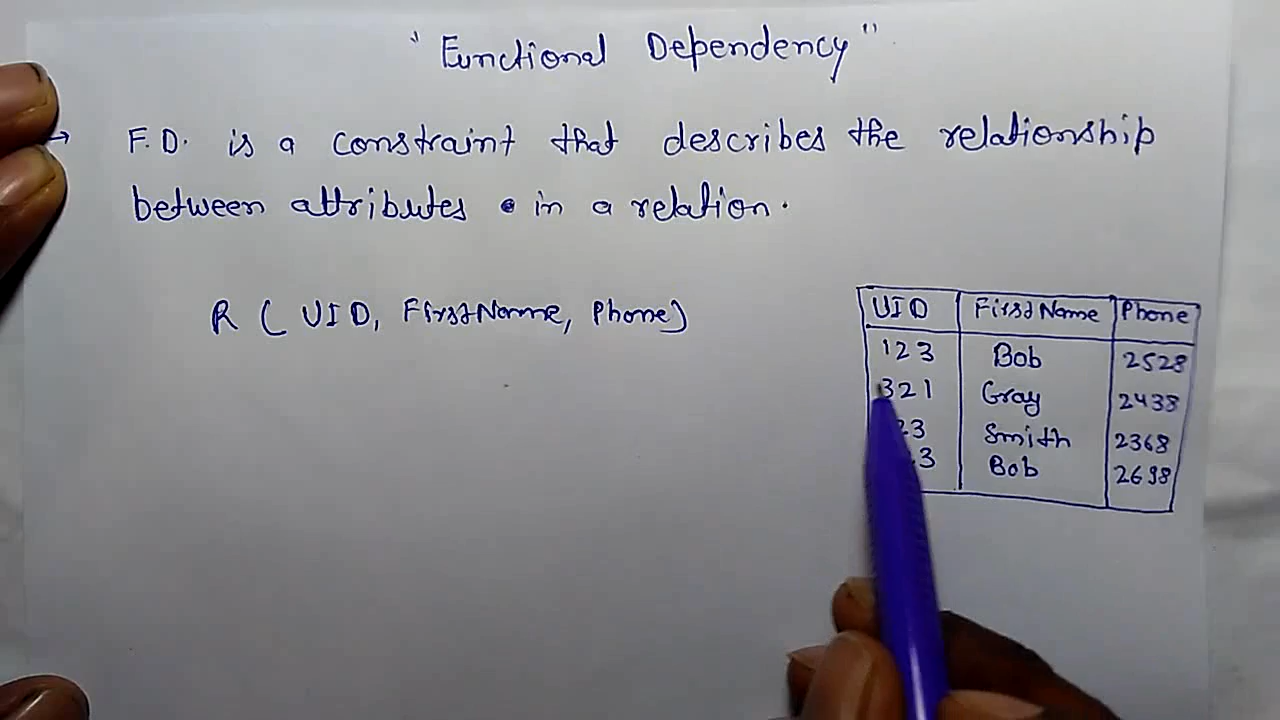 "Functional Dependency"
→ F.D. is a constraint that describes the relationship
between attributes in a relation.
R ( UID, FirstName, Phone)
UID FirstName Phone
123 Bob 2528
321 Gray 2438
Smith 2368
Bob